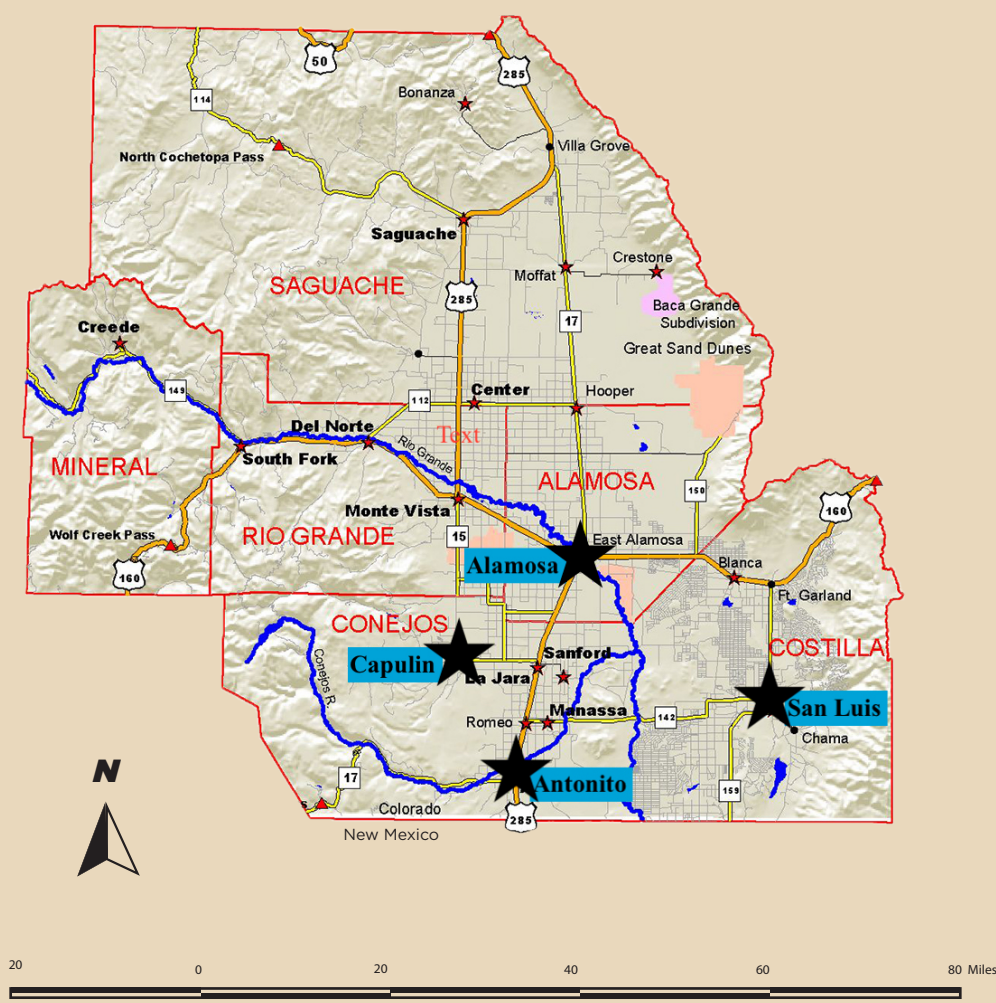 50
285
114
Bonanza
Villa Grove
North Cochetopa Pass
Saguache
Crestone
Moffat
SAGUACHE
285
17
Baca Grande
Subdivision
Creede
Great Sand Dunes
149
112
Center
Hooper
Del Norte
Text
Rio Grande
South Fork
MINERAL
ALAMOSA
150
160
Monte Vista
Wolf Creek Pass
RIO GRANDE
15
East Alamosa
Alamosa
Blanca
160
Ft. Garland
CONEJOS
COSTILLA
Sanford
Capulin
La Jara
Conejos R.
Manassa
San Luis
Romeo
142
Chama
17
Antonito
159
N
s
Colorado
285
New Mexico
20
0
20
40
60
80 Miles